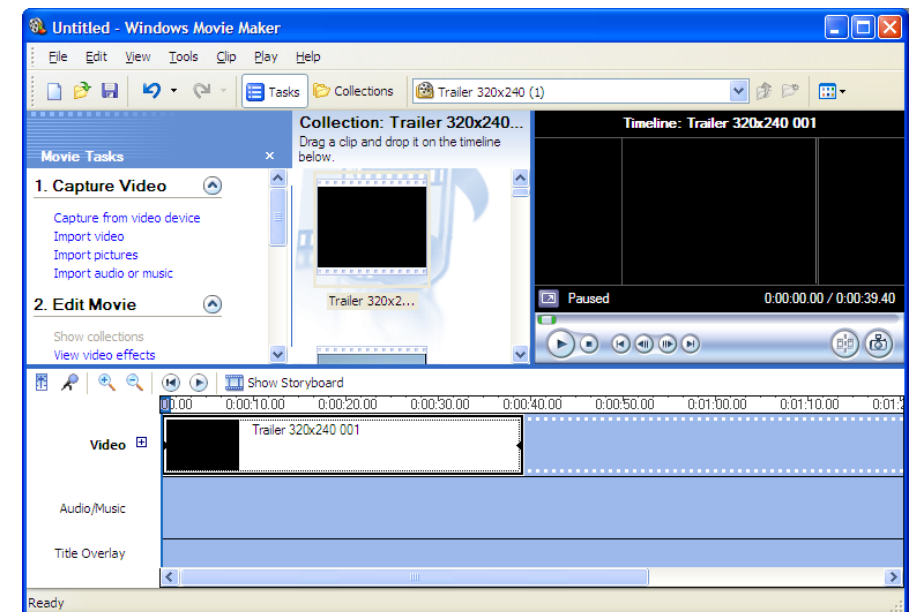 Untitled - Windows Movie Maker
File Edit View Tools Clip Play Help
Tasks Collections Trailer 320x240 (1)
Movie Tasks
1. Capture Video
Capture from video device
Import video
Import pictures
Import audio or music
2. Edit Movie
Show collections
View video effects
Collection: Trailer 320x240...
Drag a clip and drop it on the timeline
below.
Trailer 320x2...
Timeline: Trailer 320x240 001
Paused 0:00:00.00 / 0:00:39.40
Show Storyboard
0.00 0:00:10.00 0:00:20.00 0:00:30.00 0:00:40.00 0:00:50.00 0:01:00.00 0:01:10.00 0:01:2
Video Trailer 320x240 001
Audio/Music
Title Overlay
Ready